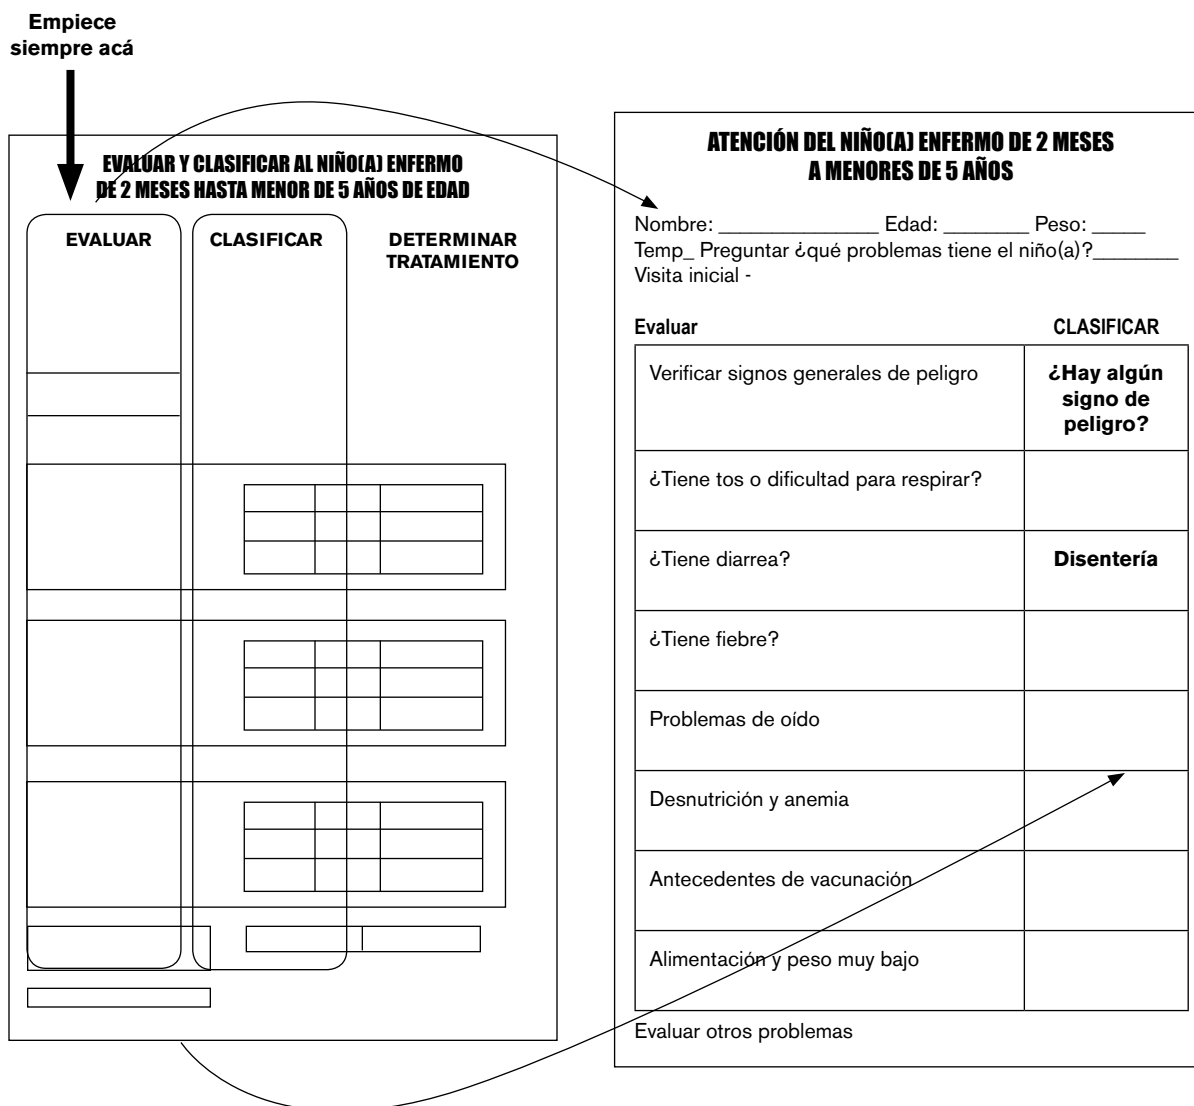 Empiece
siempre acá
EVALUAR Y CLASIFICAR AL NIÑO(A) ENFERMO
DE 2 MESES HASTA MENOR DE 5 AÑOS DE EDAD
EVALUAR
CLASIFICAR
DETERMINAR
TRATAMIENTO
ATENCIÓN DEL NIÑO(A) ENFERMO DE 2 MESES
A MENORES DE 5 AÑOS
Nombre: _______________ Edad: ________ Peso: _____
Temp_ Preguntar ¿qué problemas tiene el niño(a)?________
Visita inicial -
Evaluar
CLASIFICAR
Verificar signos generales de peligro
¿Hay algún
signo de
peligro?
¿Tiene tos o dificultad para respirar?
¿Tiene diarrea?
Disentería
¿Tiene fiebre?
Problemas de oído
Desnutrición y anemia
Antecedentes de vacunación
Alimentación y peso muy bajo
Evaluar otros problemas